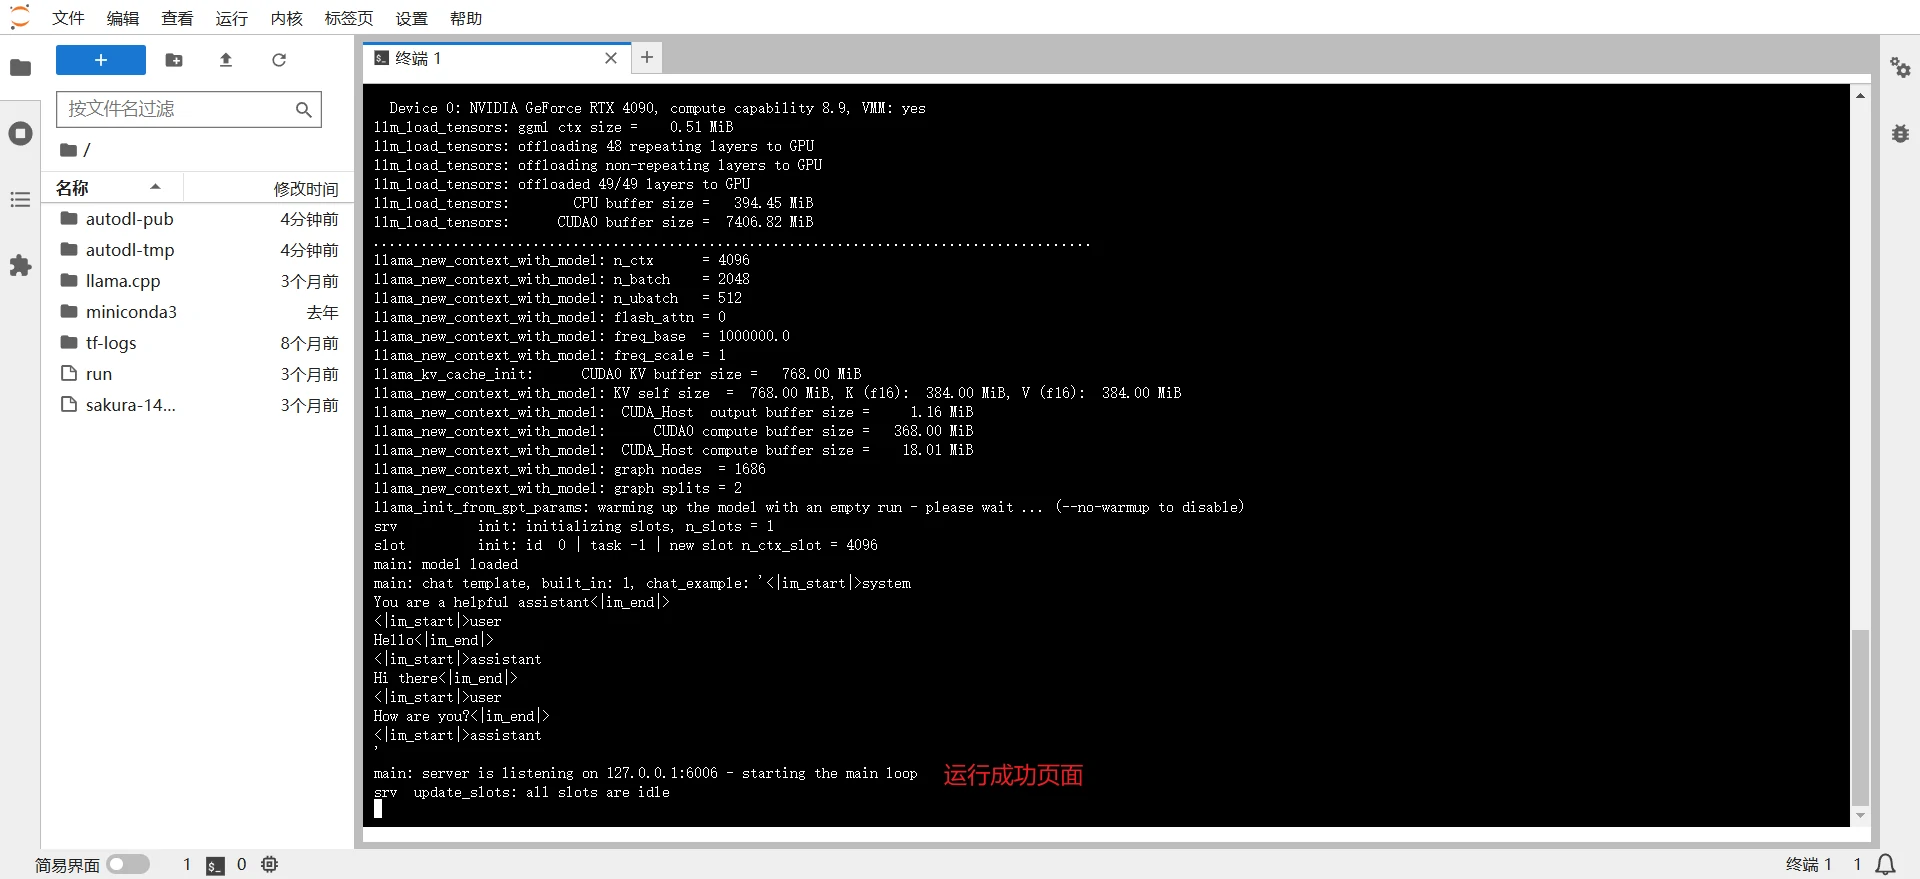 文件 编辑 查看 运行 内核 标签页 设置 帮助
终端 1
按文件名过滤
/
名称 修改时间
autodl-pub 4分钟前
autodl-tmp 4分钟前
llama.cpp 3个月前
miniconda3 去年
tf-logs 8个月前
run 3个月前
sakura-14... 3个月前
Device 0: NVIDIA GeForce RTX 4090, compute capability 8.9, VMM: yes
llm_load_tensors: ggml ctx size =    0.51 MiB
llm_load_tensors: offloading 48 repeating layers to GPU
llm_load_tensors: offloading non-repeating layers to GPU
llm_load_tensors: offloaded 49/49 layers to GPU
llm_load_tensors:        CPU buffer size =   394.45 MiB
llm_load_tensors:      CUDA0 buffer size =  7406.82 MiB
..........................................................................................
llama_new_context_with_model: n_ctx      = 4096
llama_new_context_with_model: n_batch    = 2048
llama_new_context_with_model: n_ubatch   = 512
llama_new_context_with_model: flash_attn = 0
llama_new_context_with_model: freq_base  = 1000000.0
llama_new_context_with_model: freq_scale = 1
llama_kv_cache_init:      CUDA0 KV buffer size =   768.00 MiB
llama_new_context_with_model: KV self size  =  768.00 MiB, K (f16):  384.00 MiB, V (f16):  384.00 MiB
llama_new_context_with_model:  CUDA_Host  output buffer size =     1.16 MiB
llama_new_context_with_model:      CUDA0 compute buffer size =   368.00 MiB
llama_new_context_with_model:  CUDA_Host compute buffer size =    18.01 MiB
llama_new_context_with_model: graph nodes  = 1686
llama_new_context_with_model: graph splits = 2
llama_init_from_gpt_params: warming up the model with an empty run - please wait ... (--no-warmup to disable)
srv          init: initializing slots, n_slots = 1
slot         init: id  0 | task -1 | new slot n_ctx_slot = 4096
main: model loaded
main: chat template, built_in: 1, chat_example: '<|im_start|>system
You are a helpful assistant<|im_end|>
<|im_start|>user
Hello<|im_end|>
<|im_start|>assistant
Hi there<|im_end|>
<|im_start|>user
How are you?<|im_end|>
<|im_start|>assistant
'
main: server is listening on 127.0.0.1:6006 - starting the main loop 运行成功页面
srv  update_slots: all slots are idle
简易界面 1 0 终端 1 1